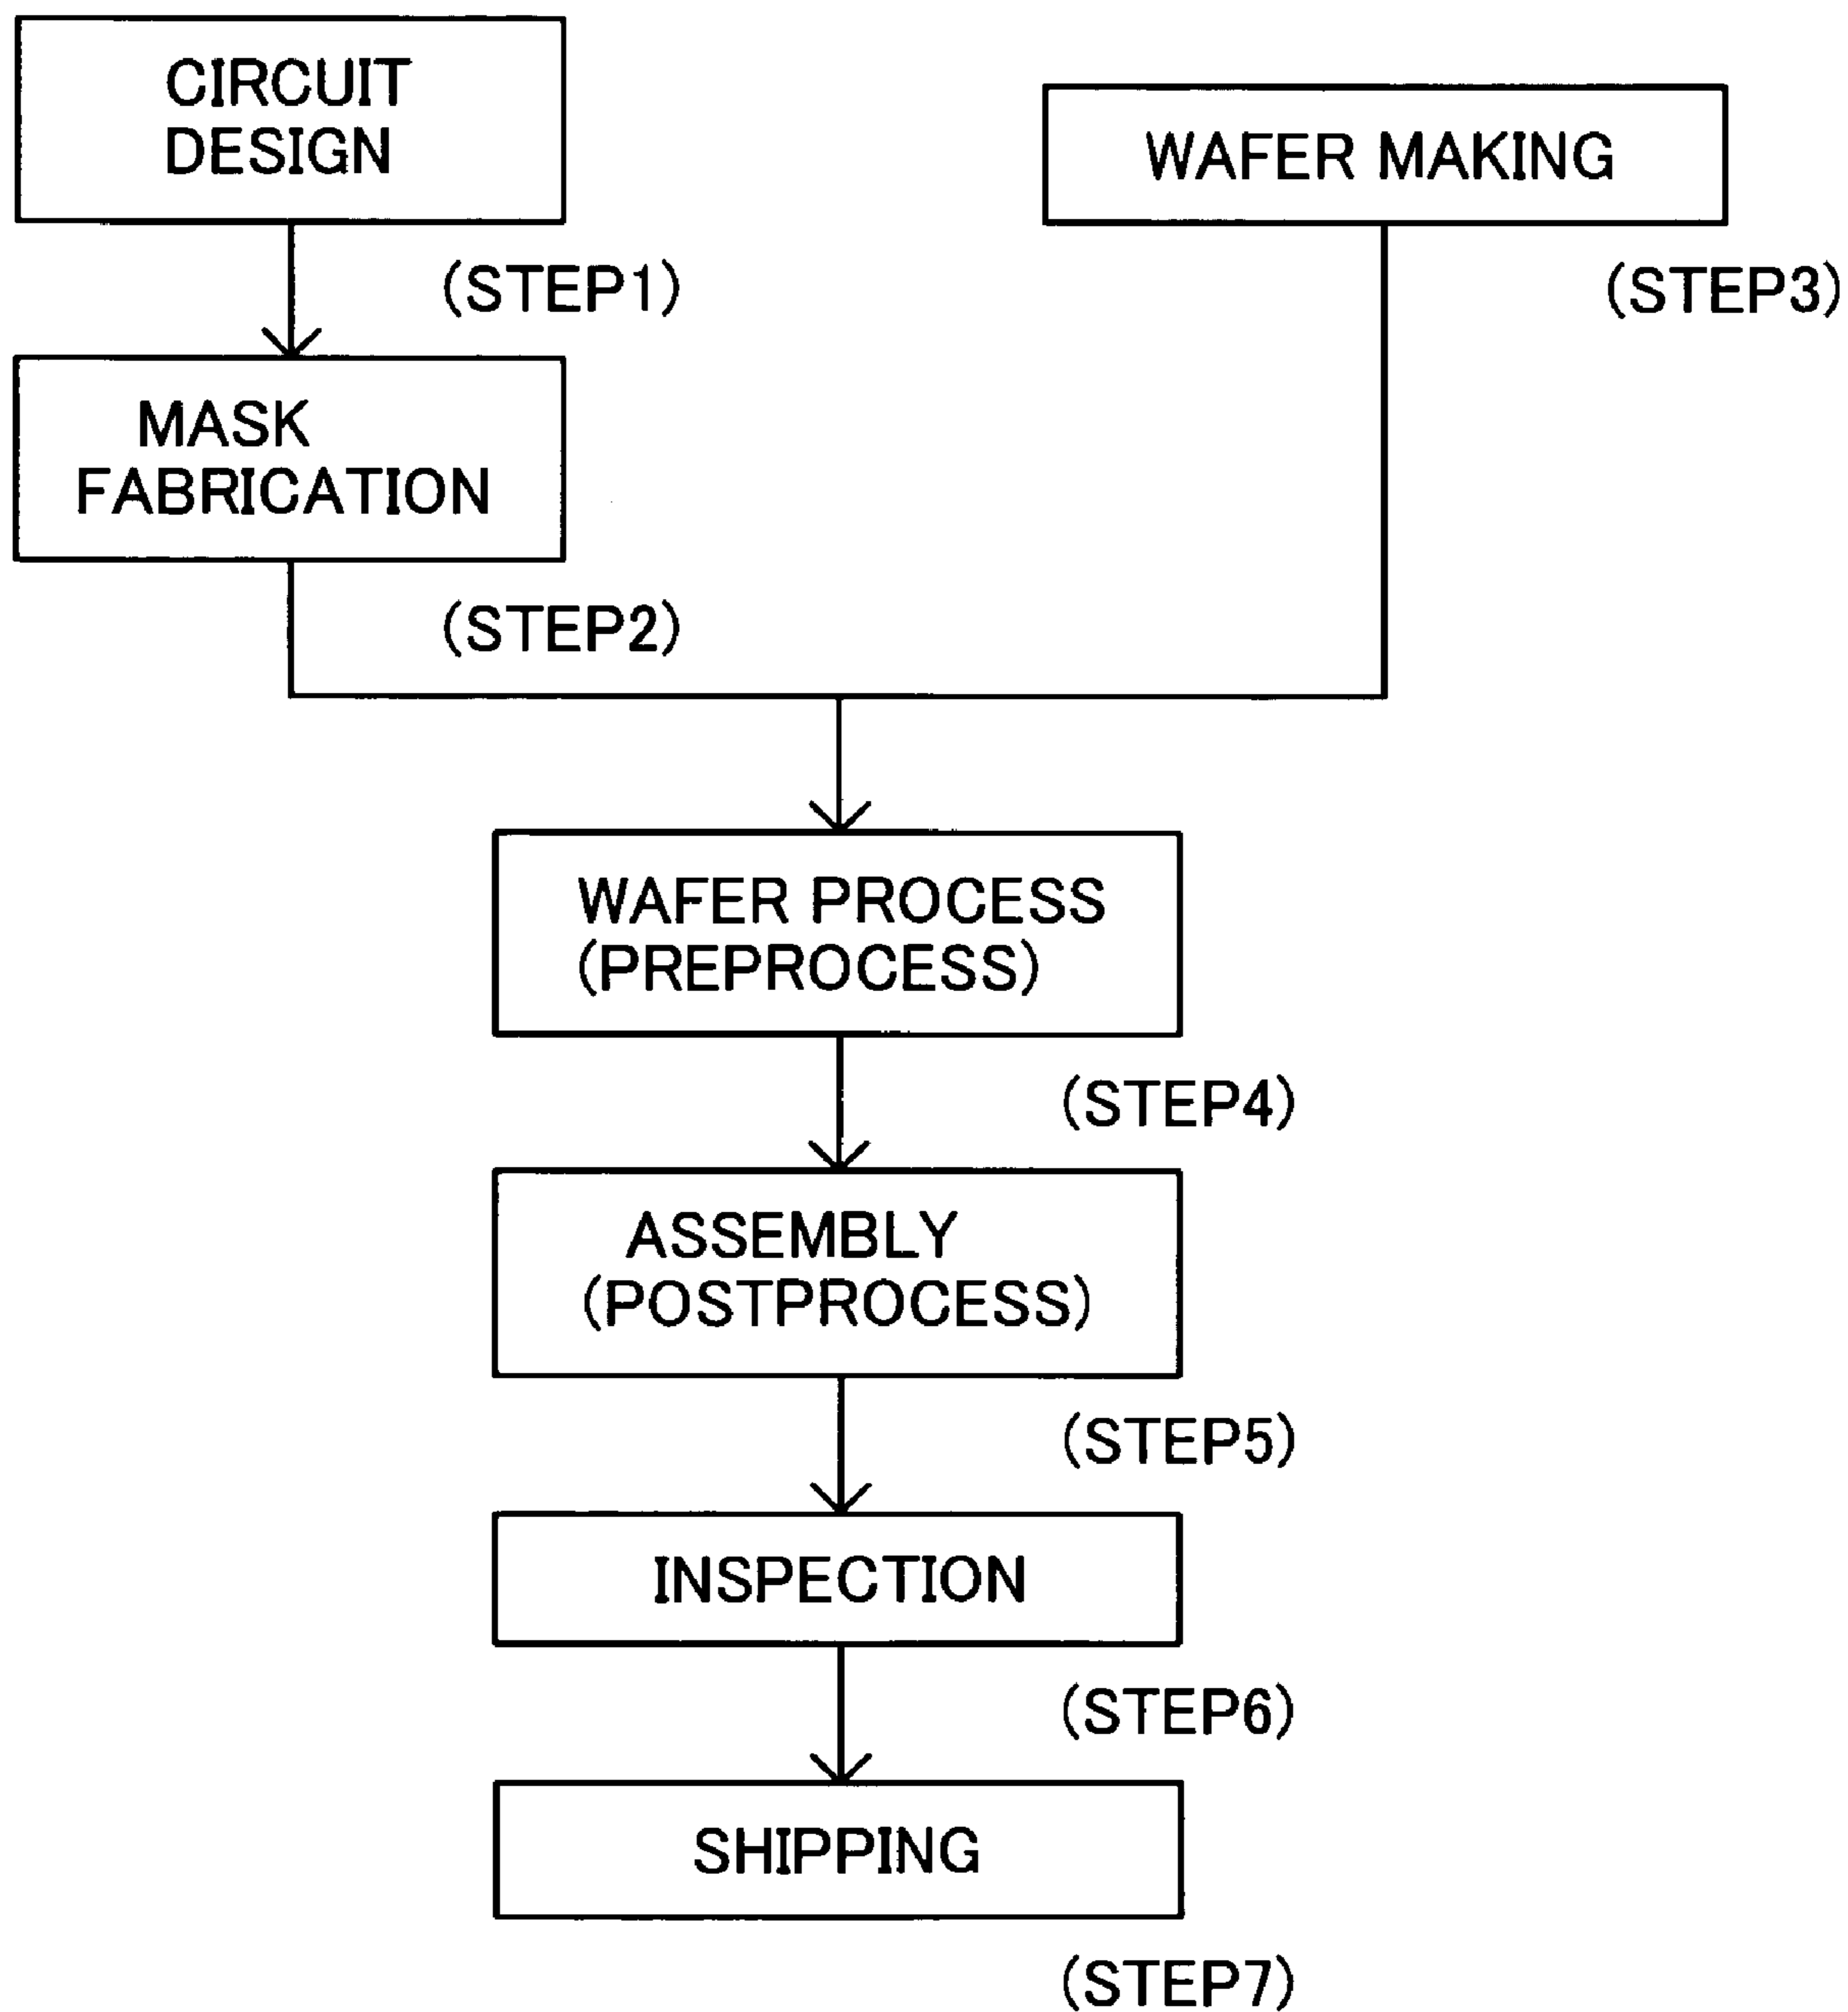 CIRCUIT
DESIGN
WAFER MAKING
(STEP1)
(STEP3)
MASK
FABRICATION
(STEP2)
WAFER PROCESS
(PREPROCESS)
(STEP4)
ASSEMBLY
(POSTPROCESS)
(STEP5)
INSPECTION
(STEP6)
SHIPPING
(STEP7)